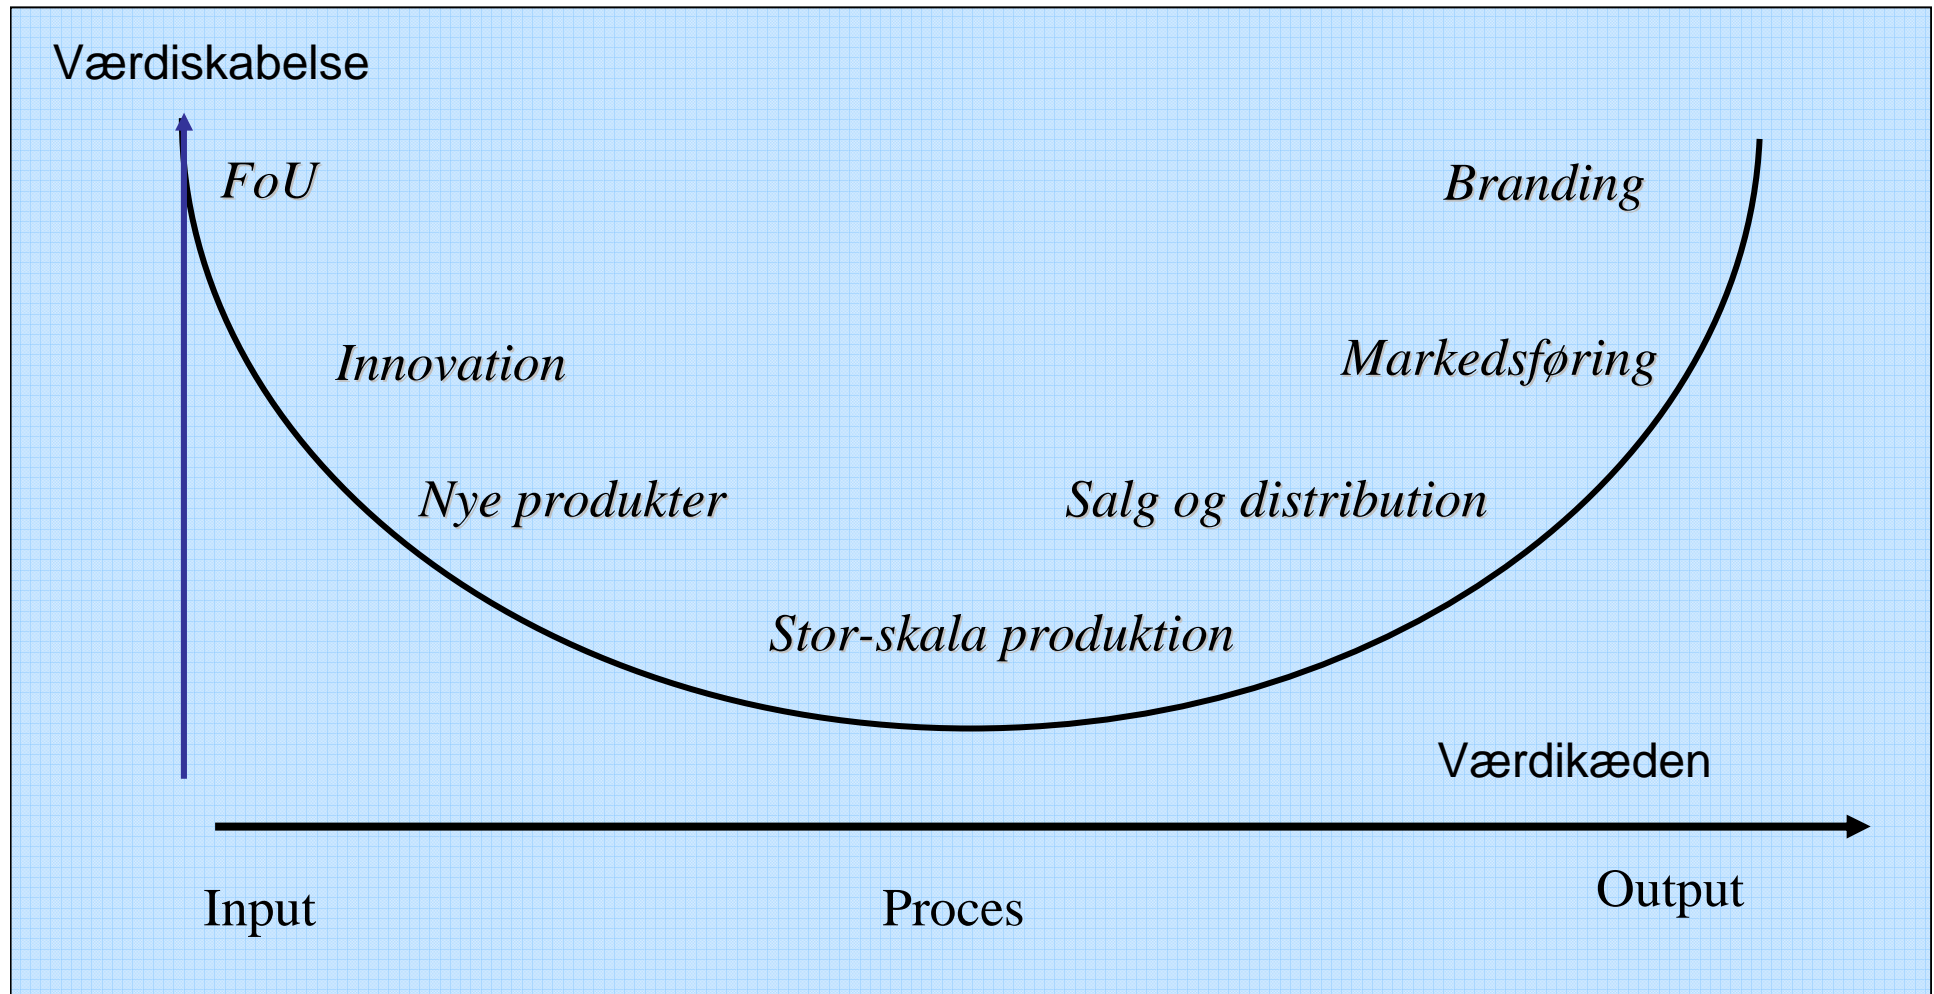 Værdiskabelse
FoU
Branding
Innovation
Markedsføring
Nye produkter
Salg og distribution
Stor-skala produktion
Værdikæden
Input
Proces
Output